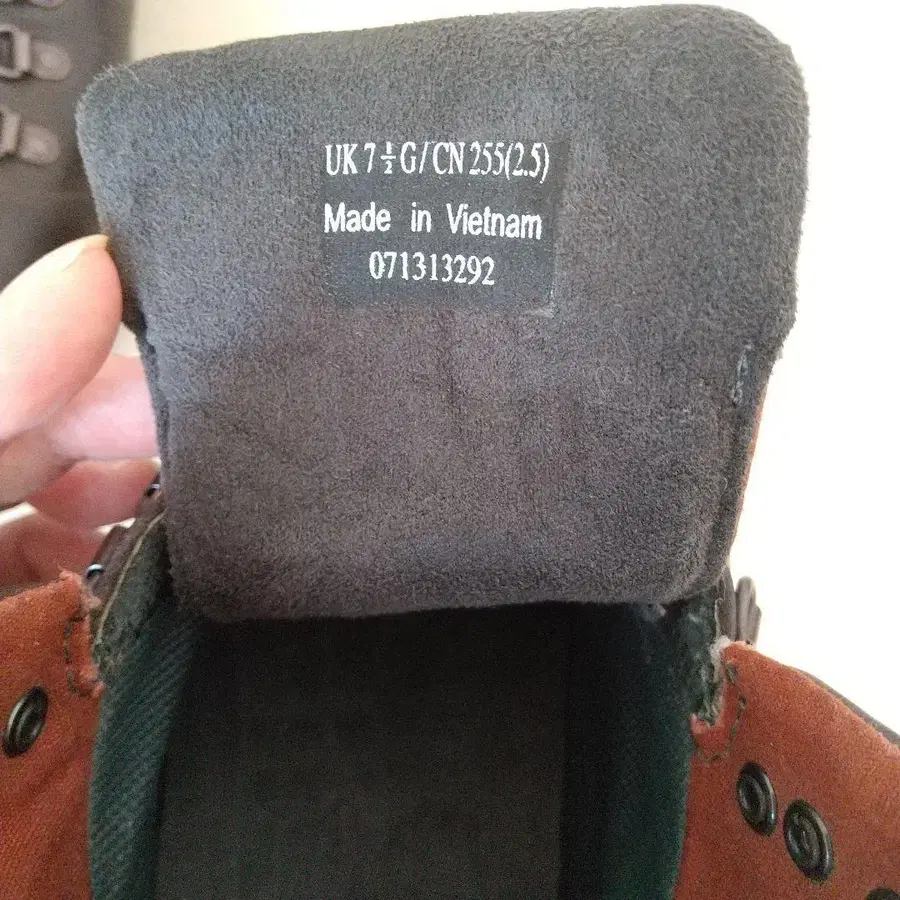 UK 7 ½ G/CN 255(2.5)
Made in Vietnam
071313292